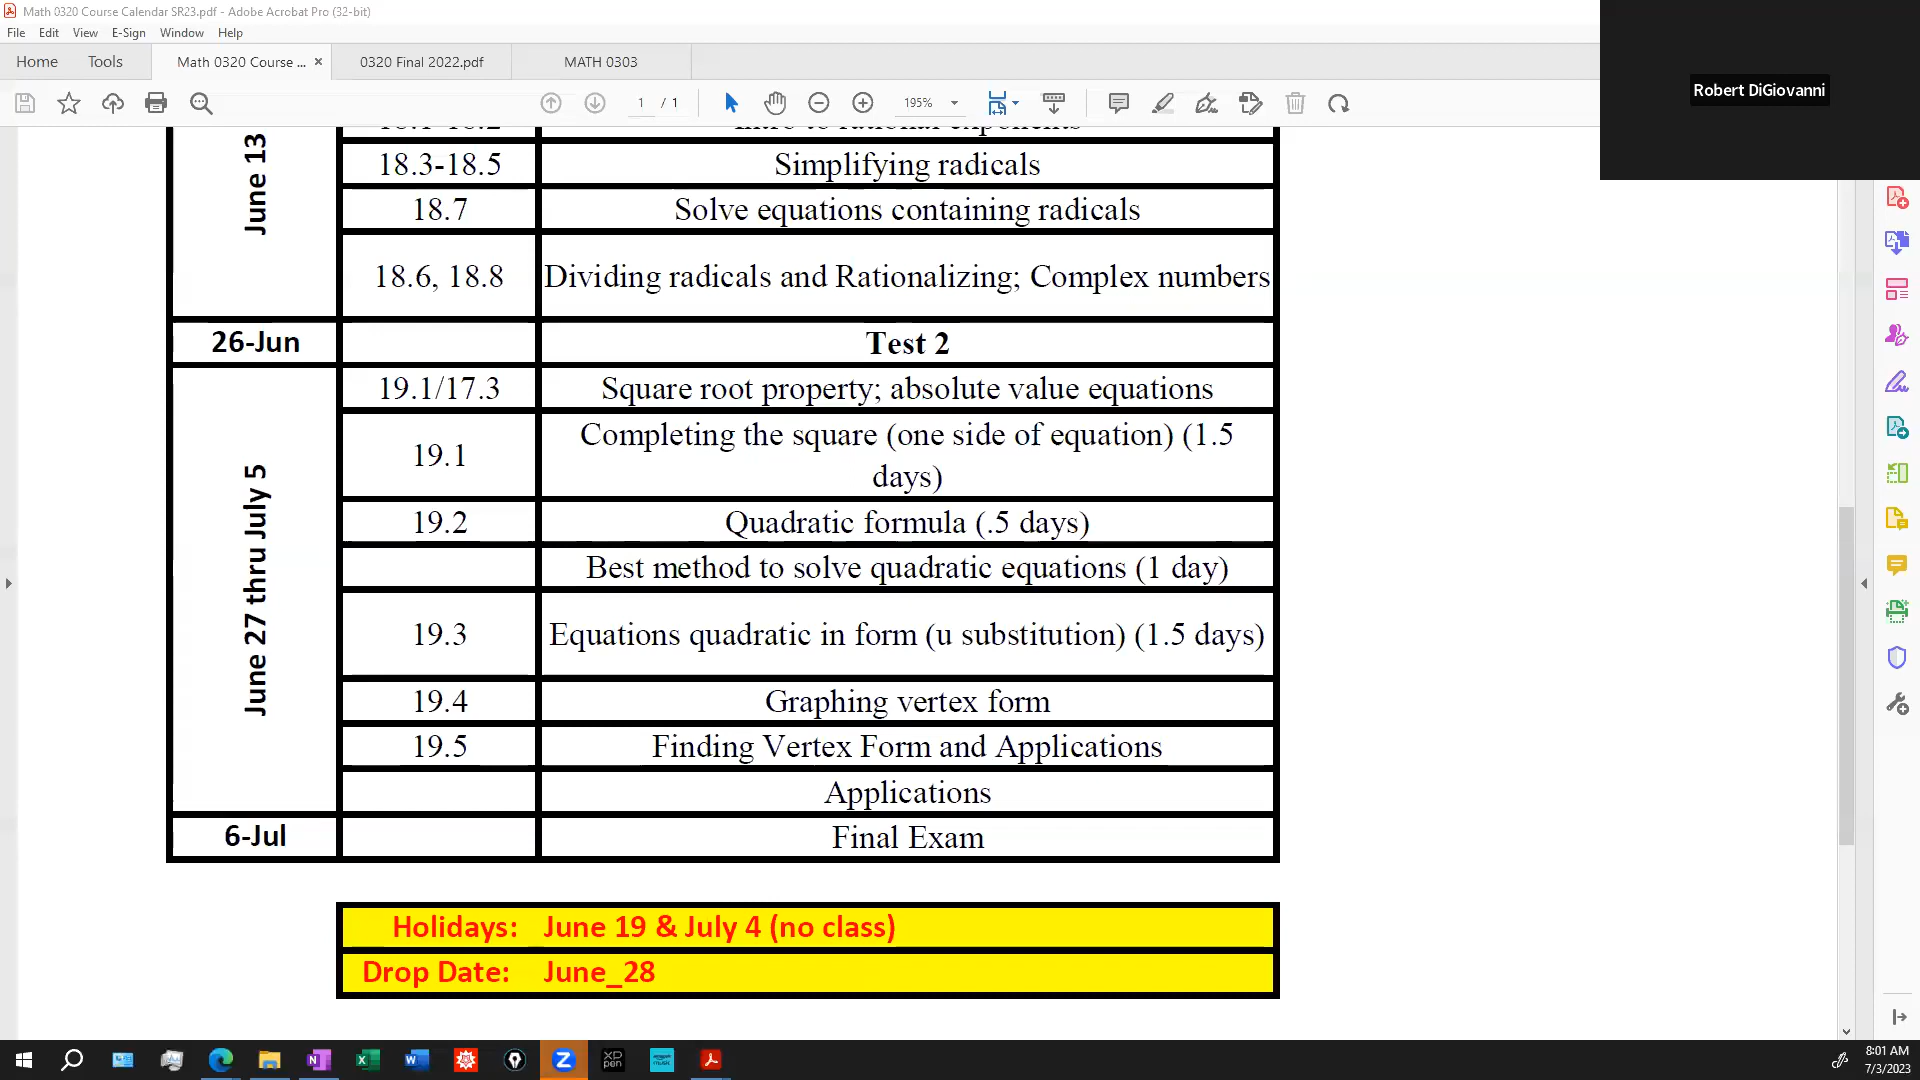 Math 0320 Course Calendar SR23.pdf - Adobe Acrobat Pro (32-bit)
File Edit View E-Sign Window Help
Home Tools Math 0320 Course ... × 0320 Final 2022.pdf MATH 0303
1 / 1 195%
Robert DiGiovanni
June 13
Intro to rational exponents
18.3-18.5 Simplifying radicals
18.7 Solve equations containing radicals
18.6, 18.8 Dividing radicals and Rationalizing; Complex numbers
26-Jun Test 2
June 27 thru July 5
19.1/17.3 Square root property; absolute value equations
19.1 Completing the square (one side of equation) (1.5
days)
19.2 Quadratic formula (.5 days)
Best method to solve quadratic equations (1 day)
19.3 Equations quadratic in form (u substitution) (1.5 days)
19.4 Graphing vertex form
19.5 Finding Vertex Form and Applications
Applications
6-Jul Final Exam
Holidays: June 19 & July 4 (no class)
Drop Date: June_28
XP
pen
8:01 AM
7/3/2023